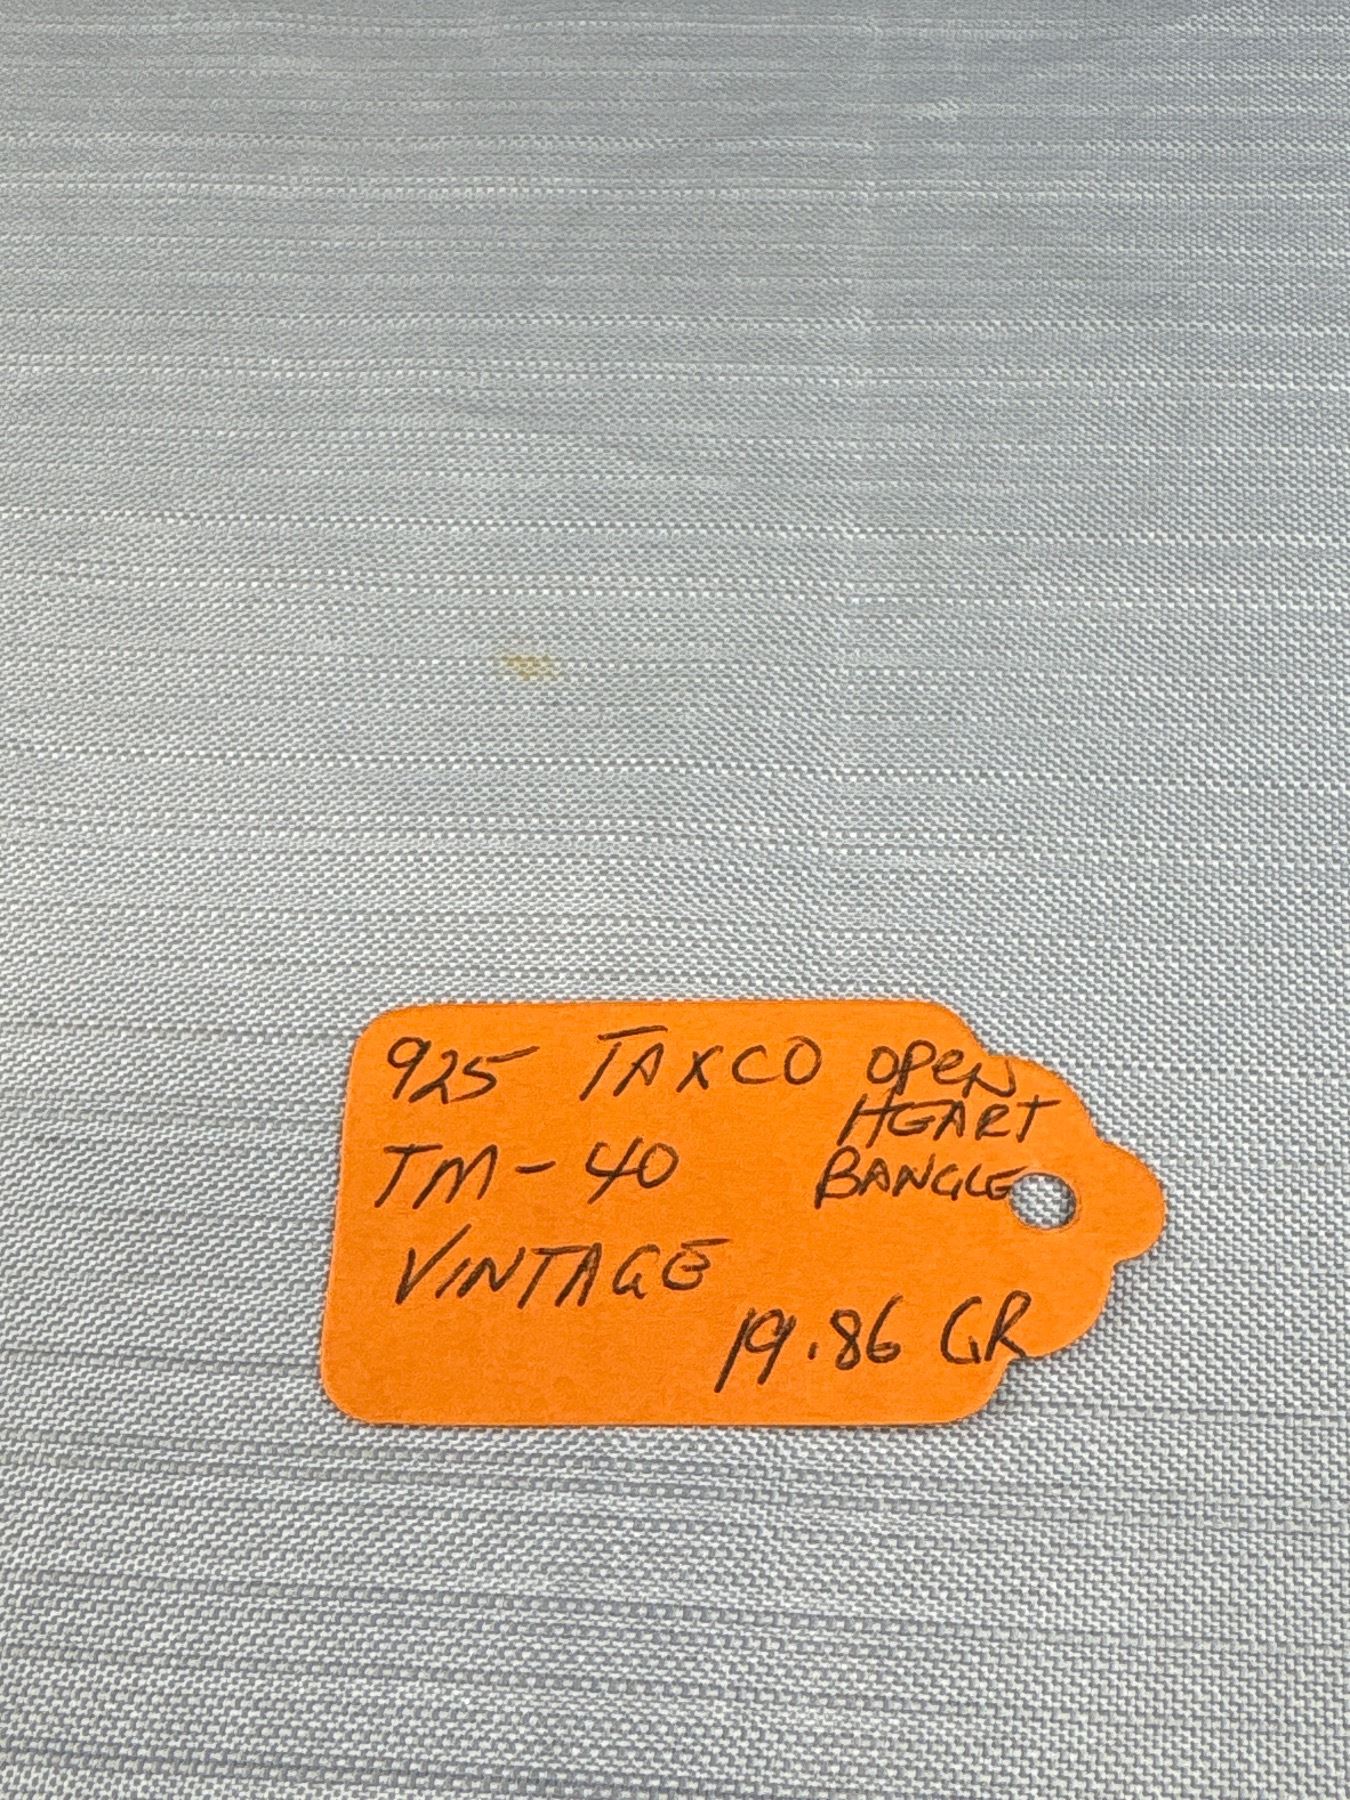 925 TAXCO OPEN
HEART
TM-40 BANGLE
VINTAGE
19.86 GR